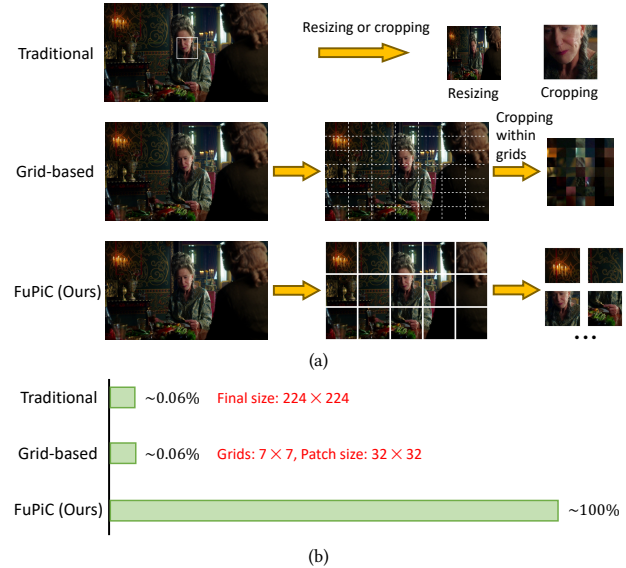 Traditional
Resizing or cropping
Resizing
Cropping
Grid-based
Cropping
within
grids
FuPiC (Ours)
• • •
(a)
Traditional
~0.06%
Final size: 224 × 224
Grid-based
~0.06%
Grids: 7 × 7, Patch size: 32 × 32
FuPiC (Ours)
~100%
(b)